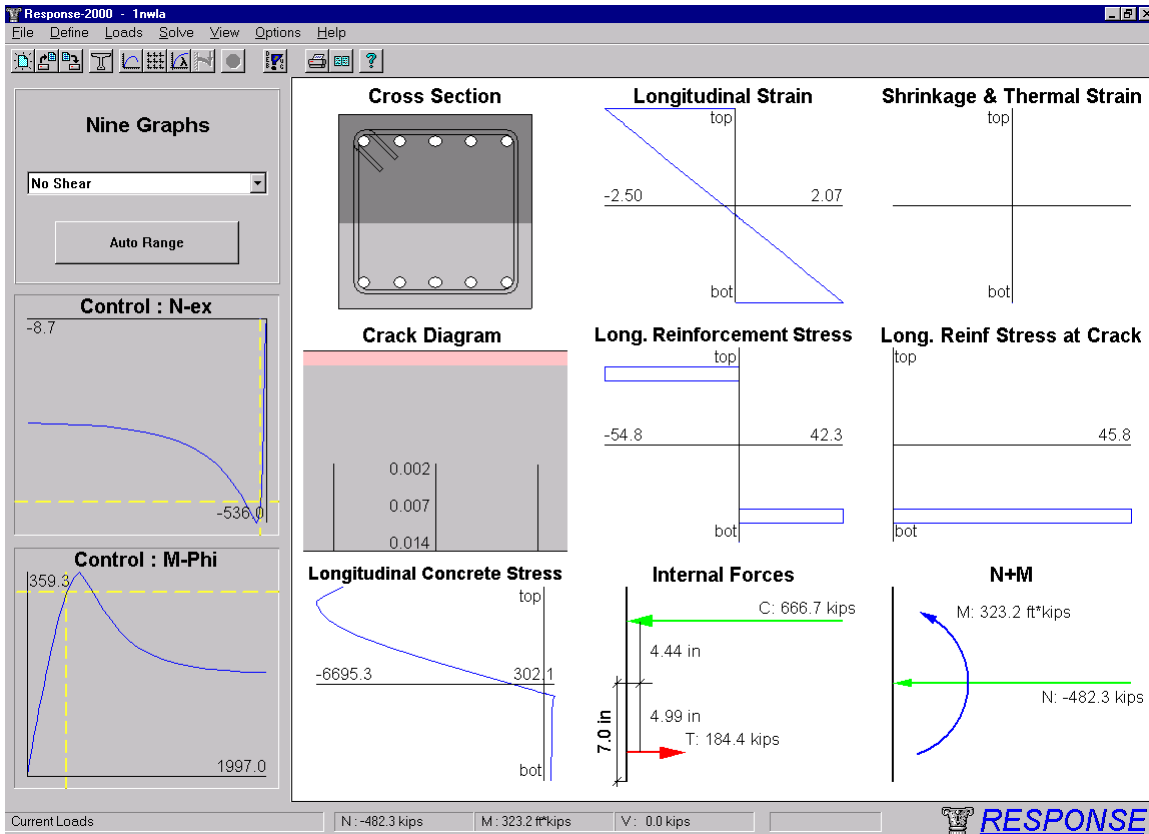 Response-2000 - 1nwla
File Define Loads Solve View Options Help
Nine Graphs
No Shear
Auto Range
Control : N-ex
-8.7
-536.0
Control : M-Phi
359.3
1997.0
Cross Section
Longitudinal Strain
top
-2.50 2.07
bot
Shrinkage & Thermal Strain
top
bot
Crack Diagram
0.002
0.007
0.014
Long. Reinforcement Stress
top
-54.8 42.3
bot
Long. Reinf Stress at Crack
top
45.8
bot
Longitudinal Concrete Stress
top
-6695.3 302.1
bot
Internal Forces
C: 666.7 kips
4.44 in
4.99 in
7.0 in
T: 184.4 kips
N+M
M: 323.2 ft*kips
N: -482.3 kips
Current Loads
N : -482.3 kips
M : 323.2 ft*kips
V : 0.0 kips
RESPONSE